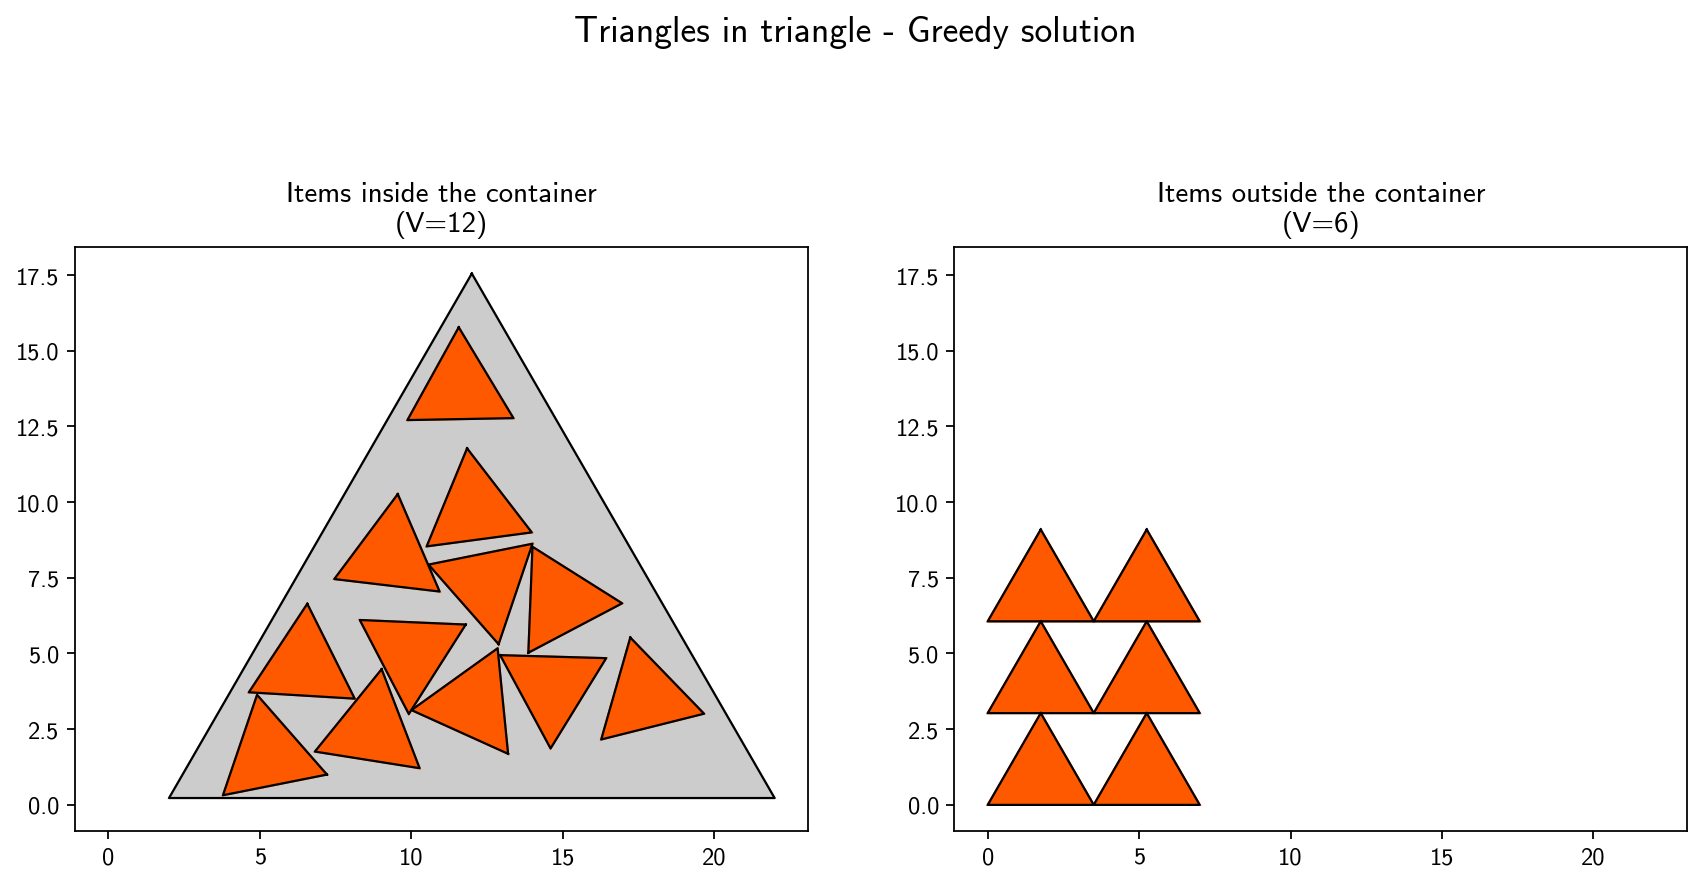 Triangles in triangle - Greedy solution
Items inside the container
(V=12)
17.5
15.0
12.5
10.0
7.5
5.0
2.5
0.0
0 5 10 15 20
Items outside the container
(V=6)
17.5
15.0
12.5
10.0
7.5
5.0
2.5
0.0
0 5 10 15 20